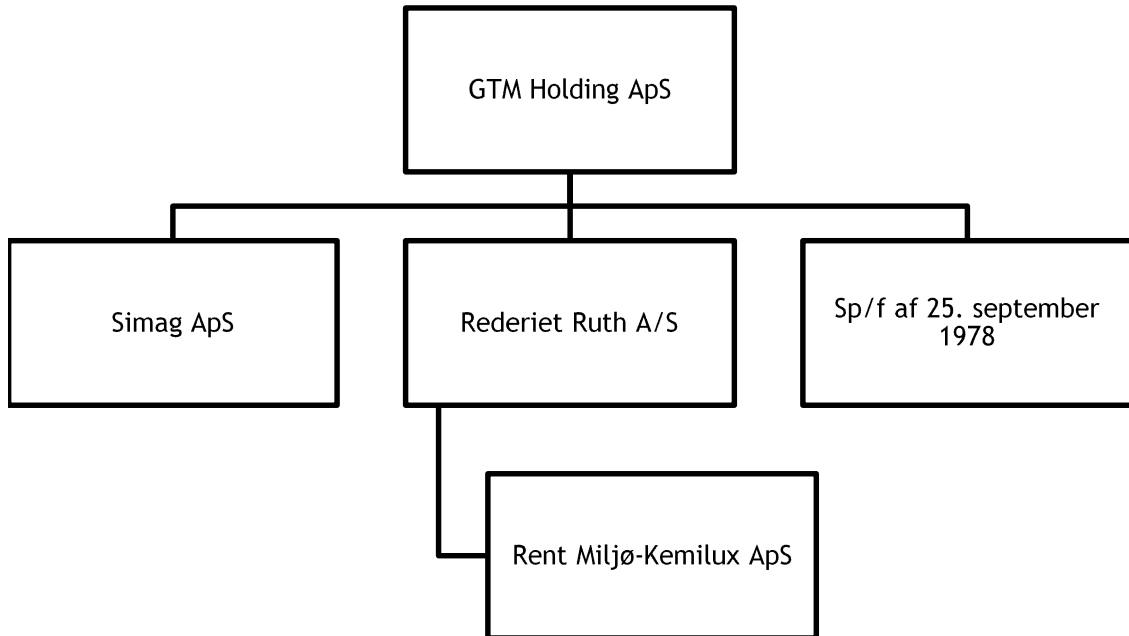 GTM Holding ApS
Simag ApS
Rederiet Ruth A/S
Sp/f af 25. september
1978
Rent Miljø-Kemilux ApS